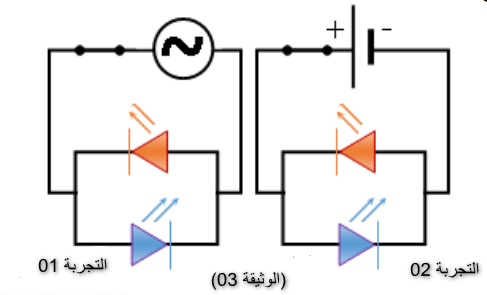 + -
التجربة 01
(الوثيقة 03)
التجربة 02